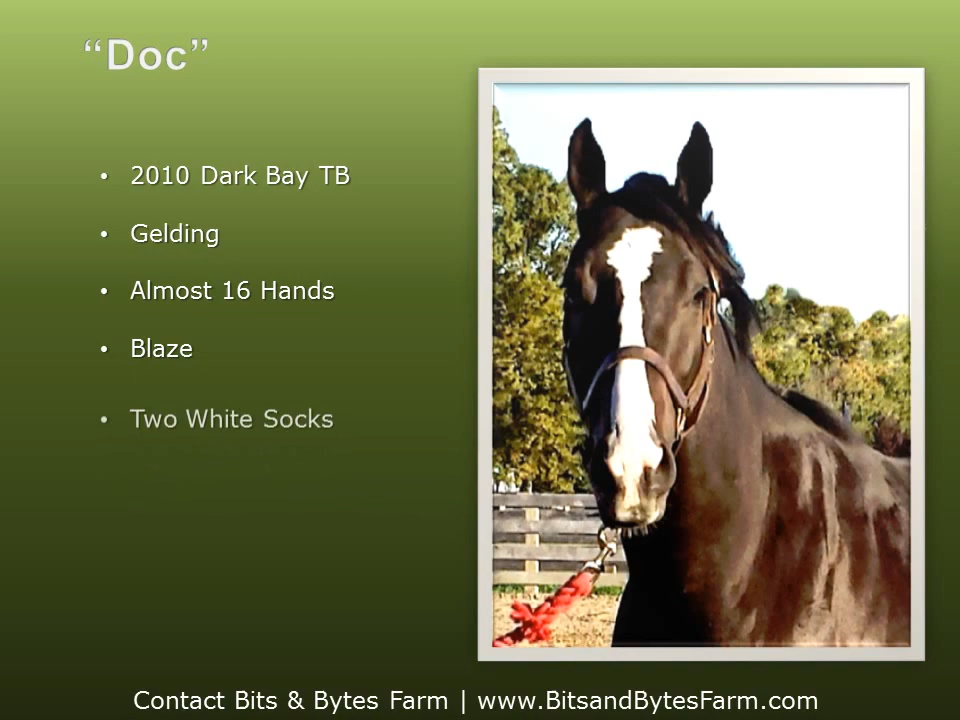 “Doc”
• 2010 Dark Bay TB
• Gelding
• Almost 16 Hands
• Blaze
• Two White Socks
Contact Bits & Bytes Farm | www.BitsandBytesFarm.com